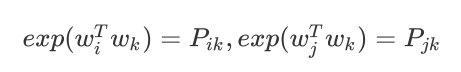 exp(w_i^T w_k) = P_{ik}, exp(w_j^T w_k) = P_{jk}